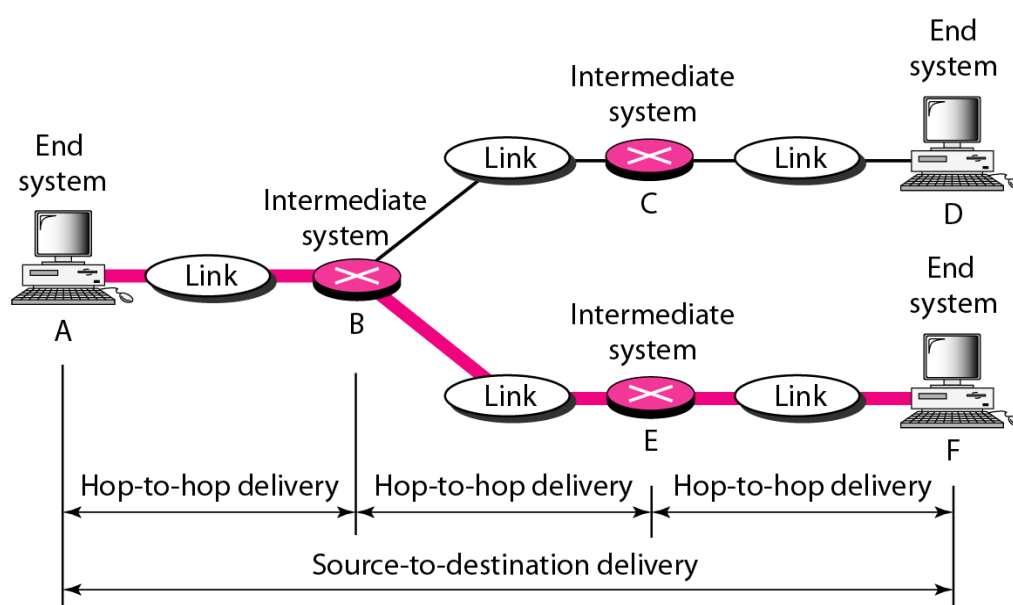 End
system
Intermediate
system
Link
Link
C
D
End
system
Intermediate
system
Link
A
B
End
system
Intermediate
system
Link
Link
E
F
Hop-to-hop delivery
Hop-to-hop delivery
Hop-to-hop delivery
Source-to-destination delivery